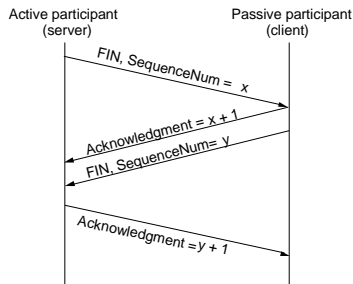 Active participant
(server)
Passive participant
(client)
FIN, SequenceNum = x
Acknowledgment = x + 1
FIN, SequenceNum= y
Acknowledgment =y + 1